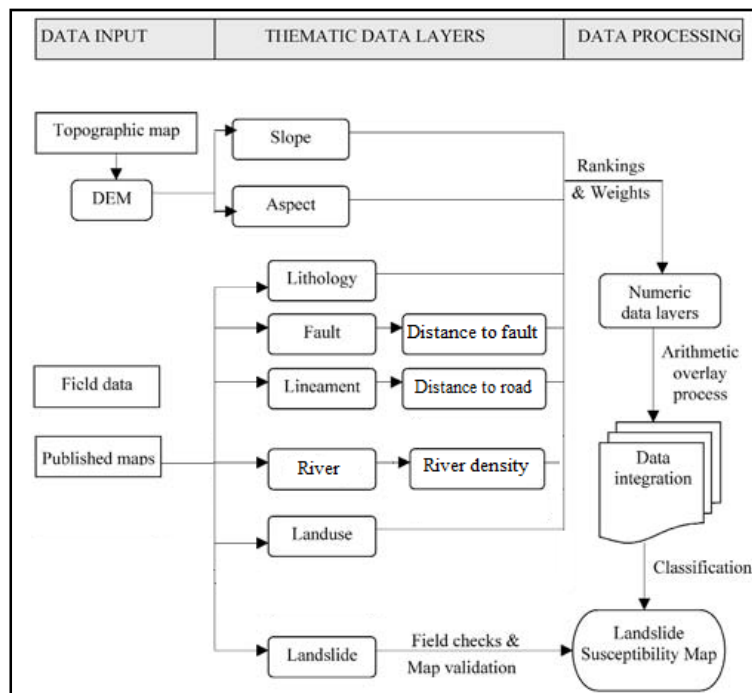 DATA INPUT
THEMATIC DATA LAYERS
DATA PROCESSING
Topographic map
DEM
Slope
Aspect
Rankings
& Weights
Lithology
Fault
Distance to fault
Numeric
data layers
Field data
Lineament
Distance to road
Arithmetic
overlay
process
Published maps
River
River density
Data
integration
Landuse
Classification
Landslide
Field checks &
Map validation
Landslide
Susceptibility Map